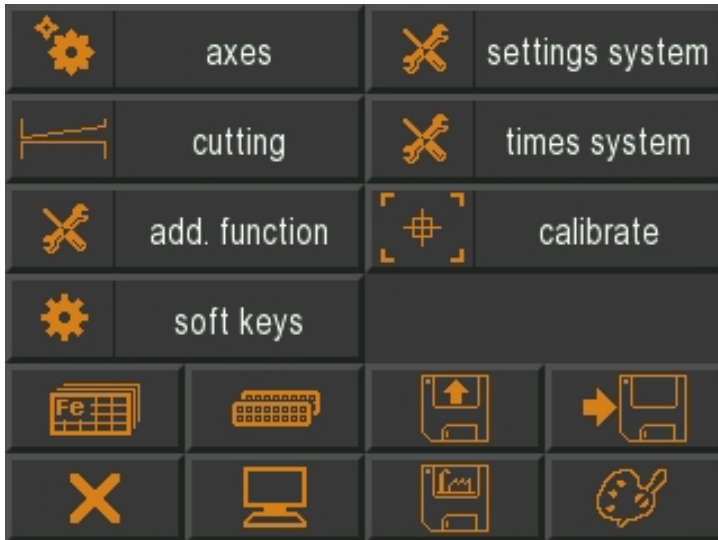 axes
settings system
cutting
times system
add. function
calibrate
soft keys
Fe